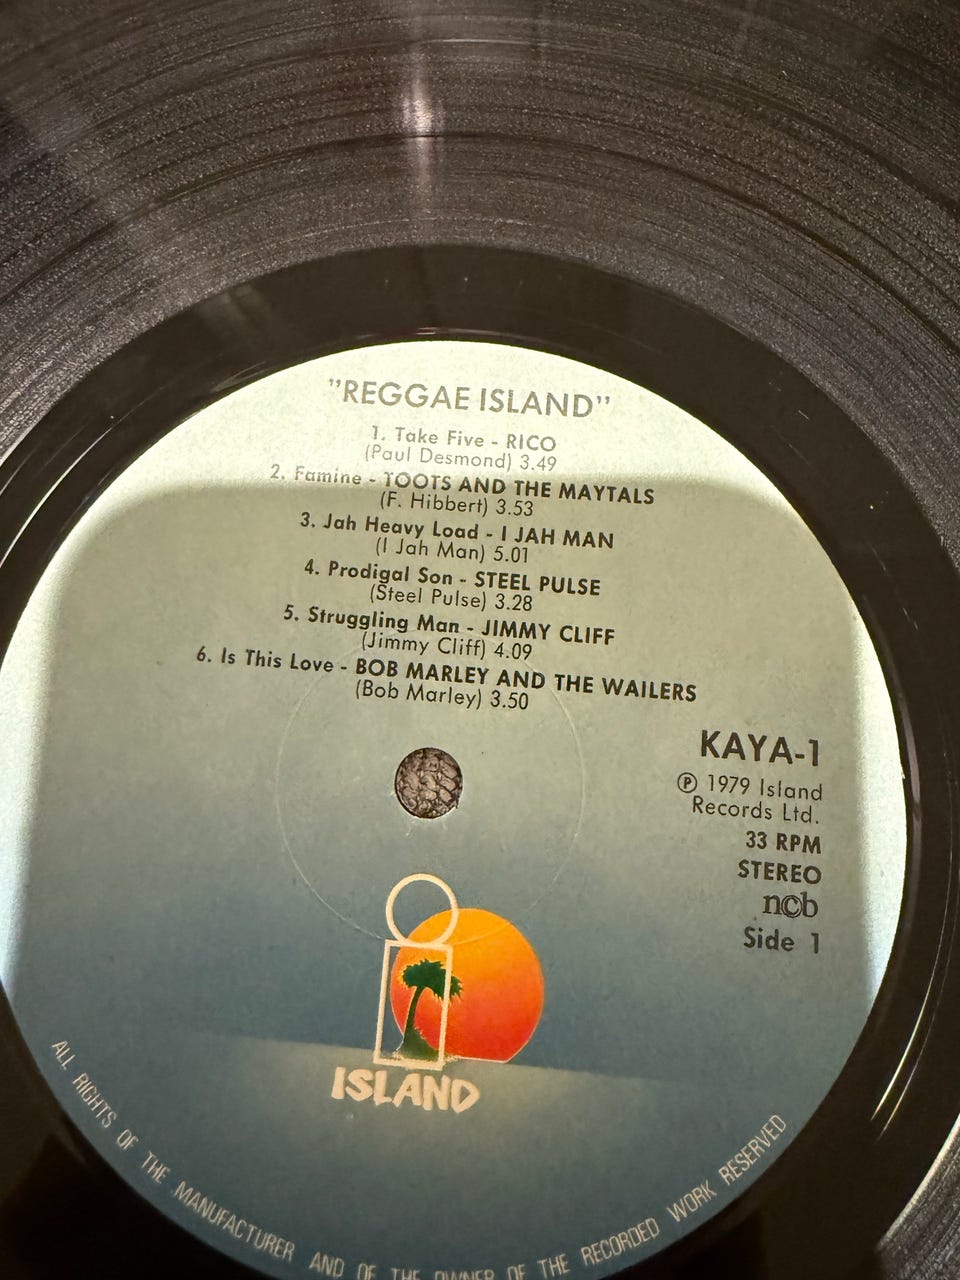 "REGGAE ISLAND"
1. Take Five - RICO
(Paul Desmond) 3.49
2. Famine - TOOTS AND THE MAYTALS
(F. Hibbert) 3.53
3. Jah Heavy Load - I JAH MAN
(I Jah Man) 5.01
4. Prodigal Son - STEEL PULSE
(Steel Pulse) 3.28
5. Struggling Man - JIMMY CLIFF
(Jimmy Cliff) 4.09
6. Is This Love - BOB MARLEY AND THE WAILERS
(Bob Marley) 3.50
KAYA-1
℗ 1979 Island
Records Ltd.
33 RPM
STEREO
n©b
Side 1
ISLAND
ALL RIGHTS OF THE MANUFACTURER AND OF THE OWNER OF THE RECORDED WORK RESERVED